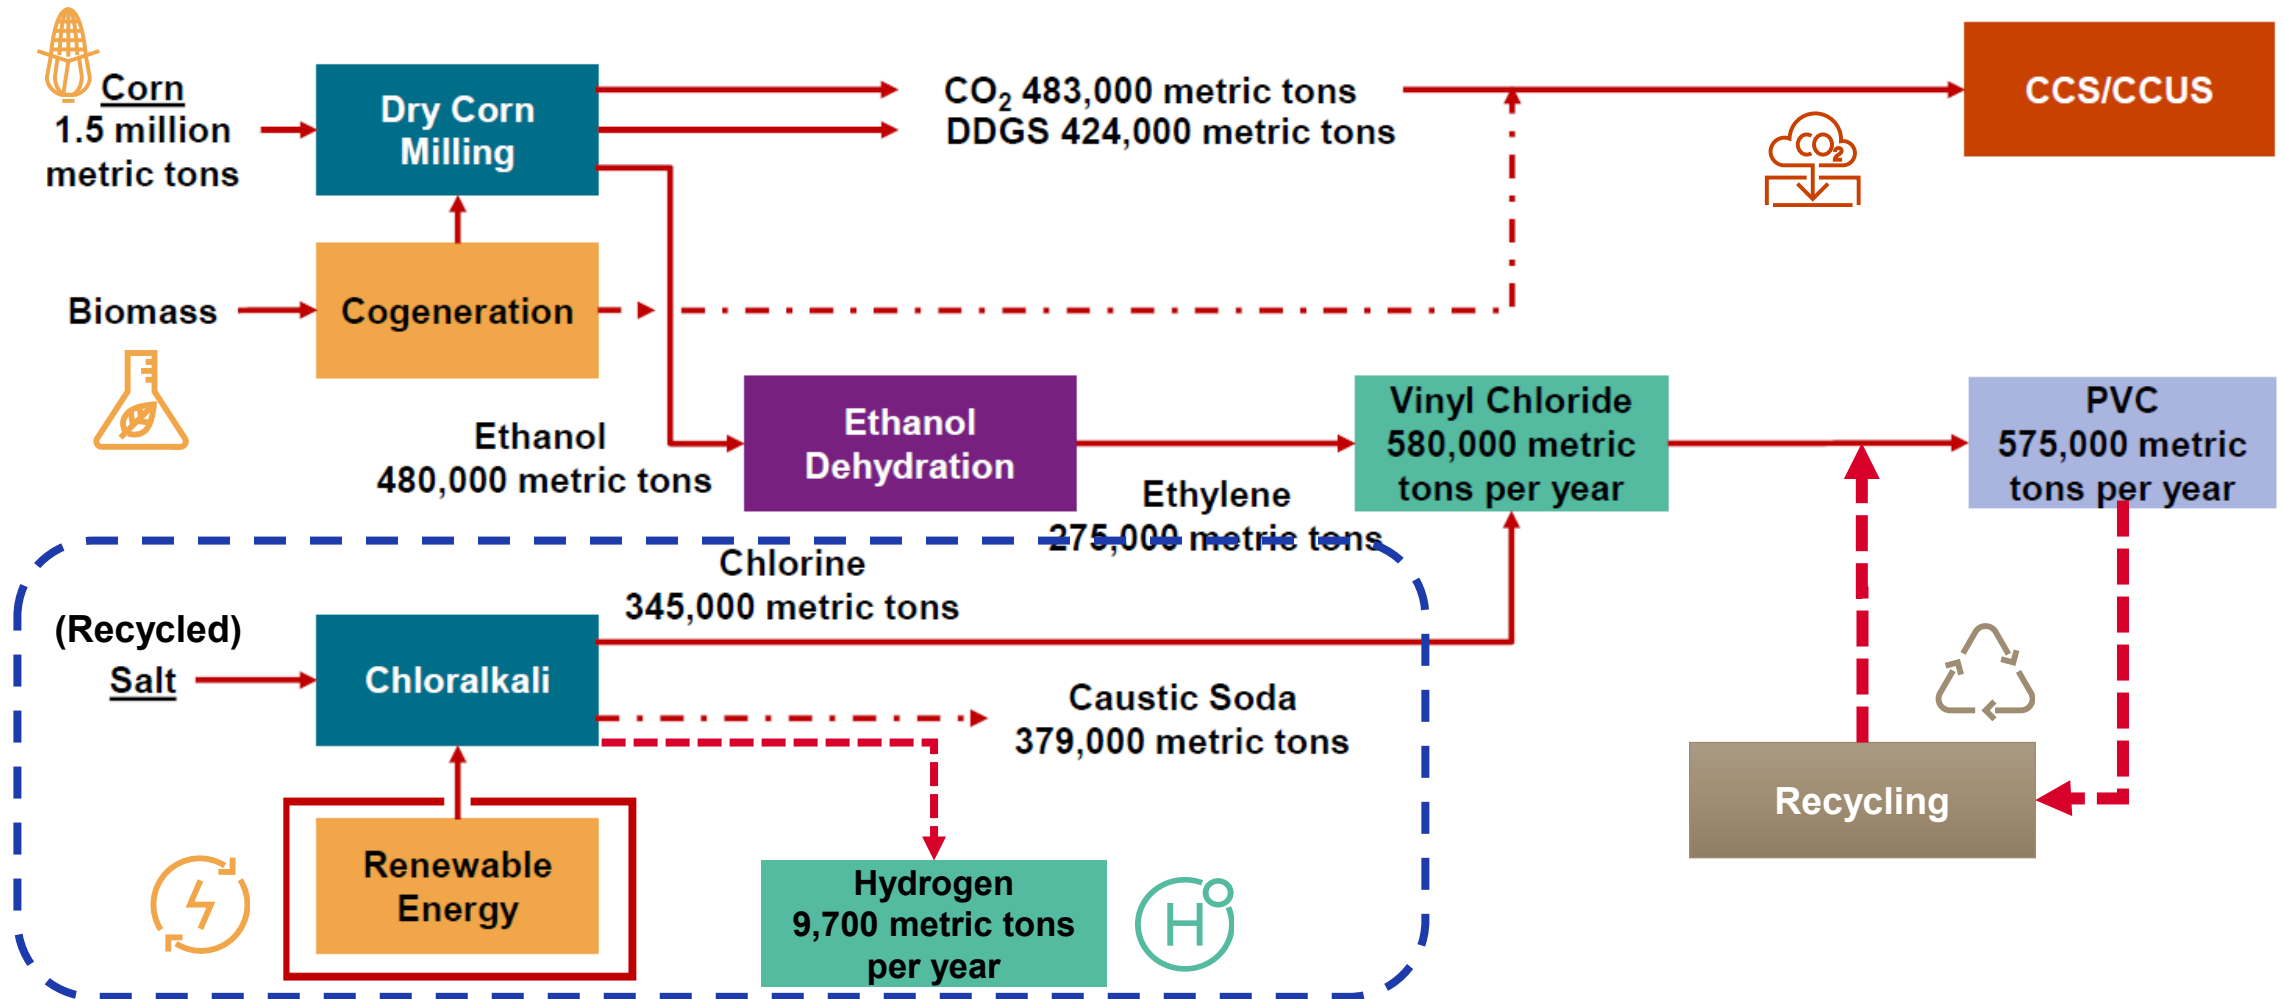 Corn
1.5 million
metric tons
Dry Corn
Milling
CO₂ 483,000 metric tons
DDGS 424,000 metric tons
CCS/CCUS
CO₂
Biomass
Cogeneration
Ethanol
480,000 metric tons
Ethanol
Dehydration
Ethylene
275,000 metric tons
Vinyl Chloride
580,000 metric
tons per year
PVC
575,000 metric
tons per year
Chlorine
345,000 metric tons
(Recycled)
Salt
Chloralkali
Caustic Soda
379,000 metric tons
Renewable
Energy
Hydrogen
9,700 metric tons
per year
H
Recycling